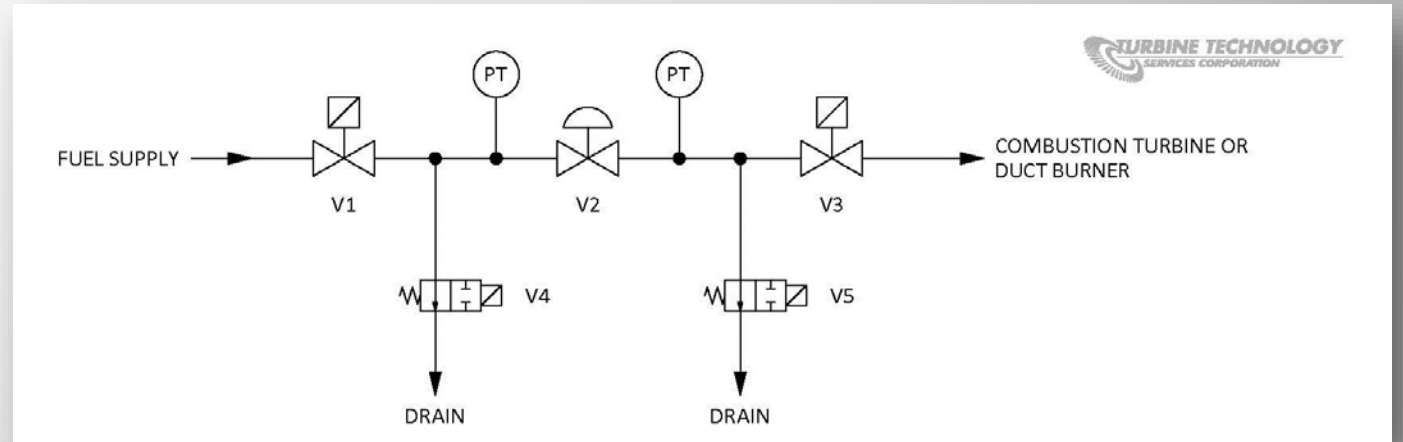 TURBINE TECHNOLOGY
SERVICES CORPORATION
PT
PT
FUEL SUPPLY
COMBUSTION TURBINE OR
DUCT BURNER
V1
V2
V3
V4
V5
DRAIN
DRAIN